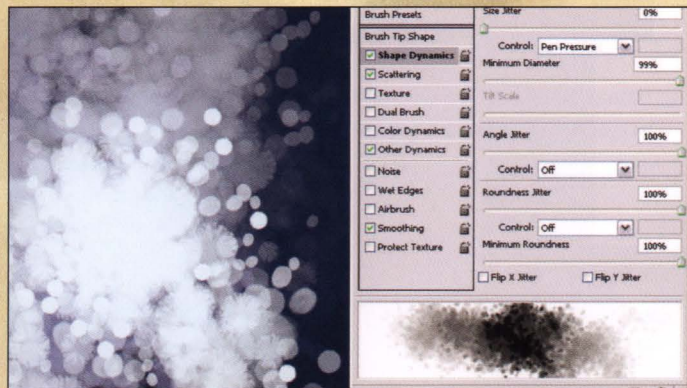 Brush Presets
Brush Tip Shape
Shape Dynamics
Scattering
Texture
Dual Brush
Color Dynamics
Other Dynamics
Noise
Wet Edges
Airbrush
Smoothing
Protect Texture
Size Jitter 0%
Control: Pen Pressure
Minimum Diameter 99%
Tilt Scale
Angle Jitter 100%
Control: Off
Roundness Jitter 100%
Control: Off
Minimum Roundness 100%
Flip X Jitter Flip Y Jitter